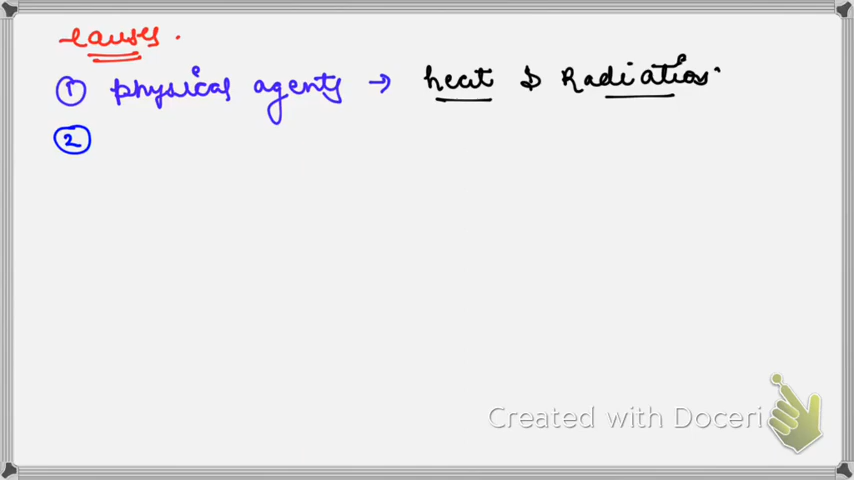 causes.
① physical agents → heat & Radiation
②
Created with Doceri